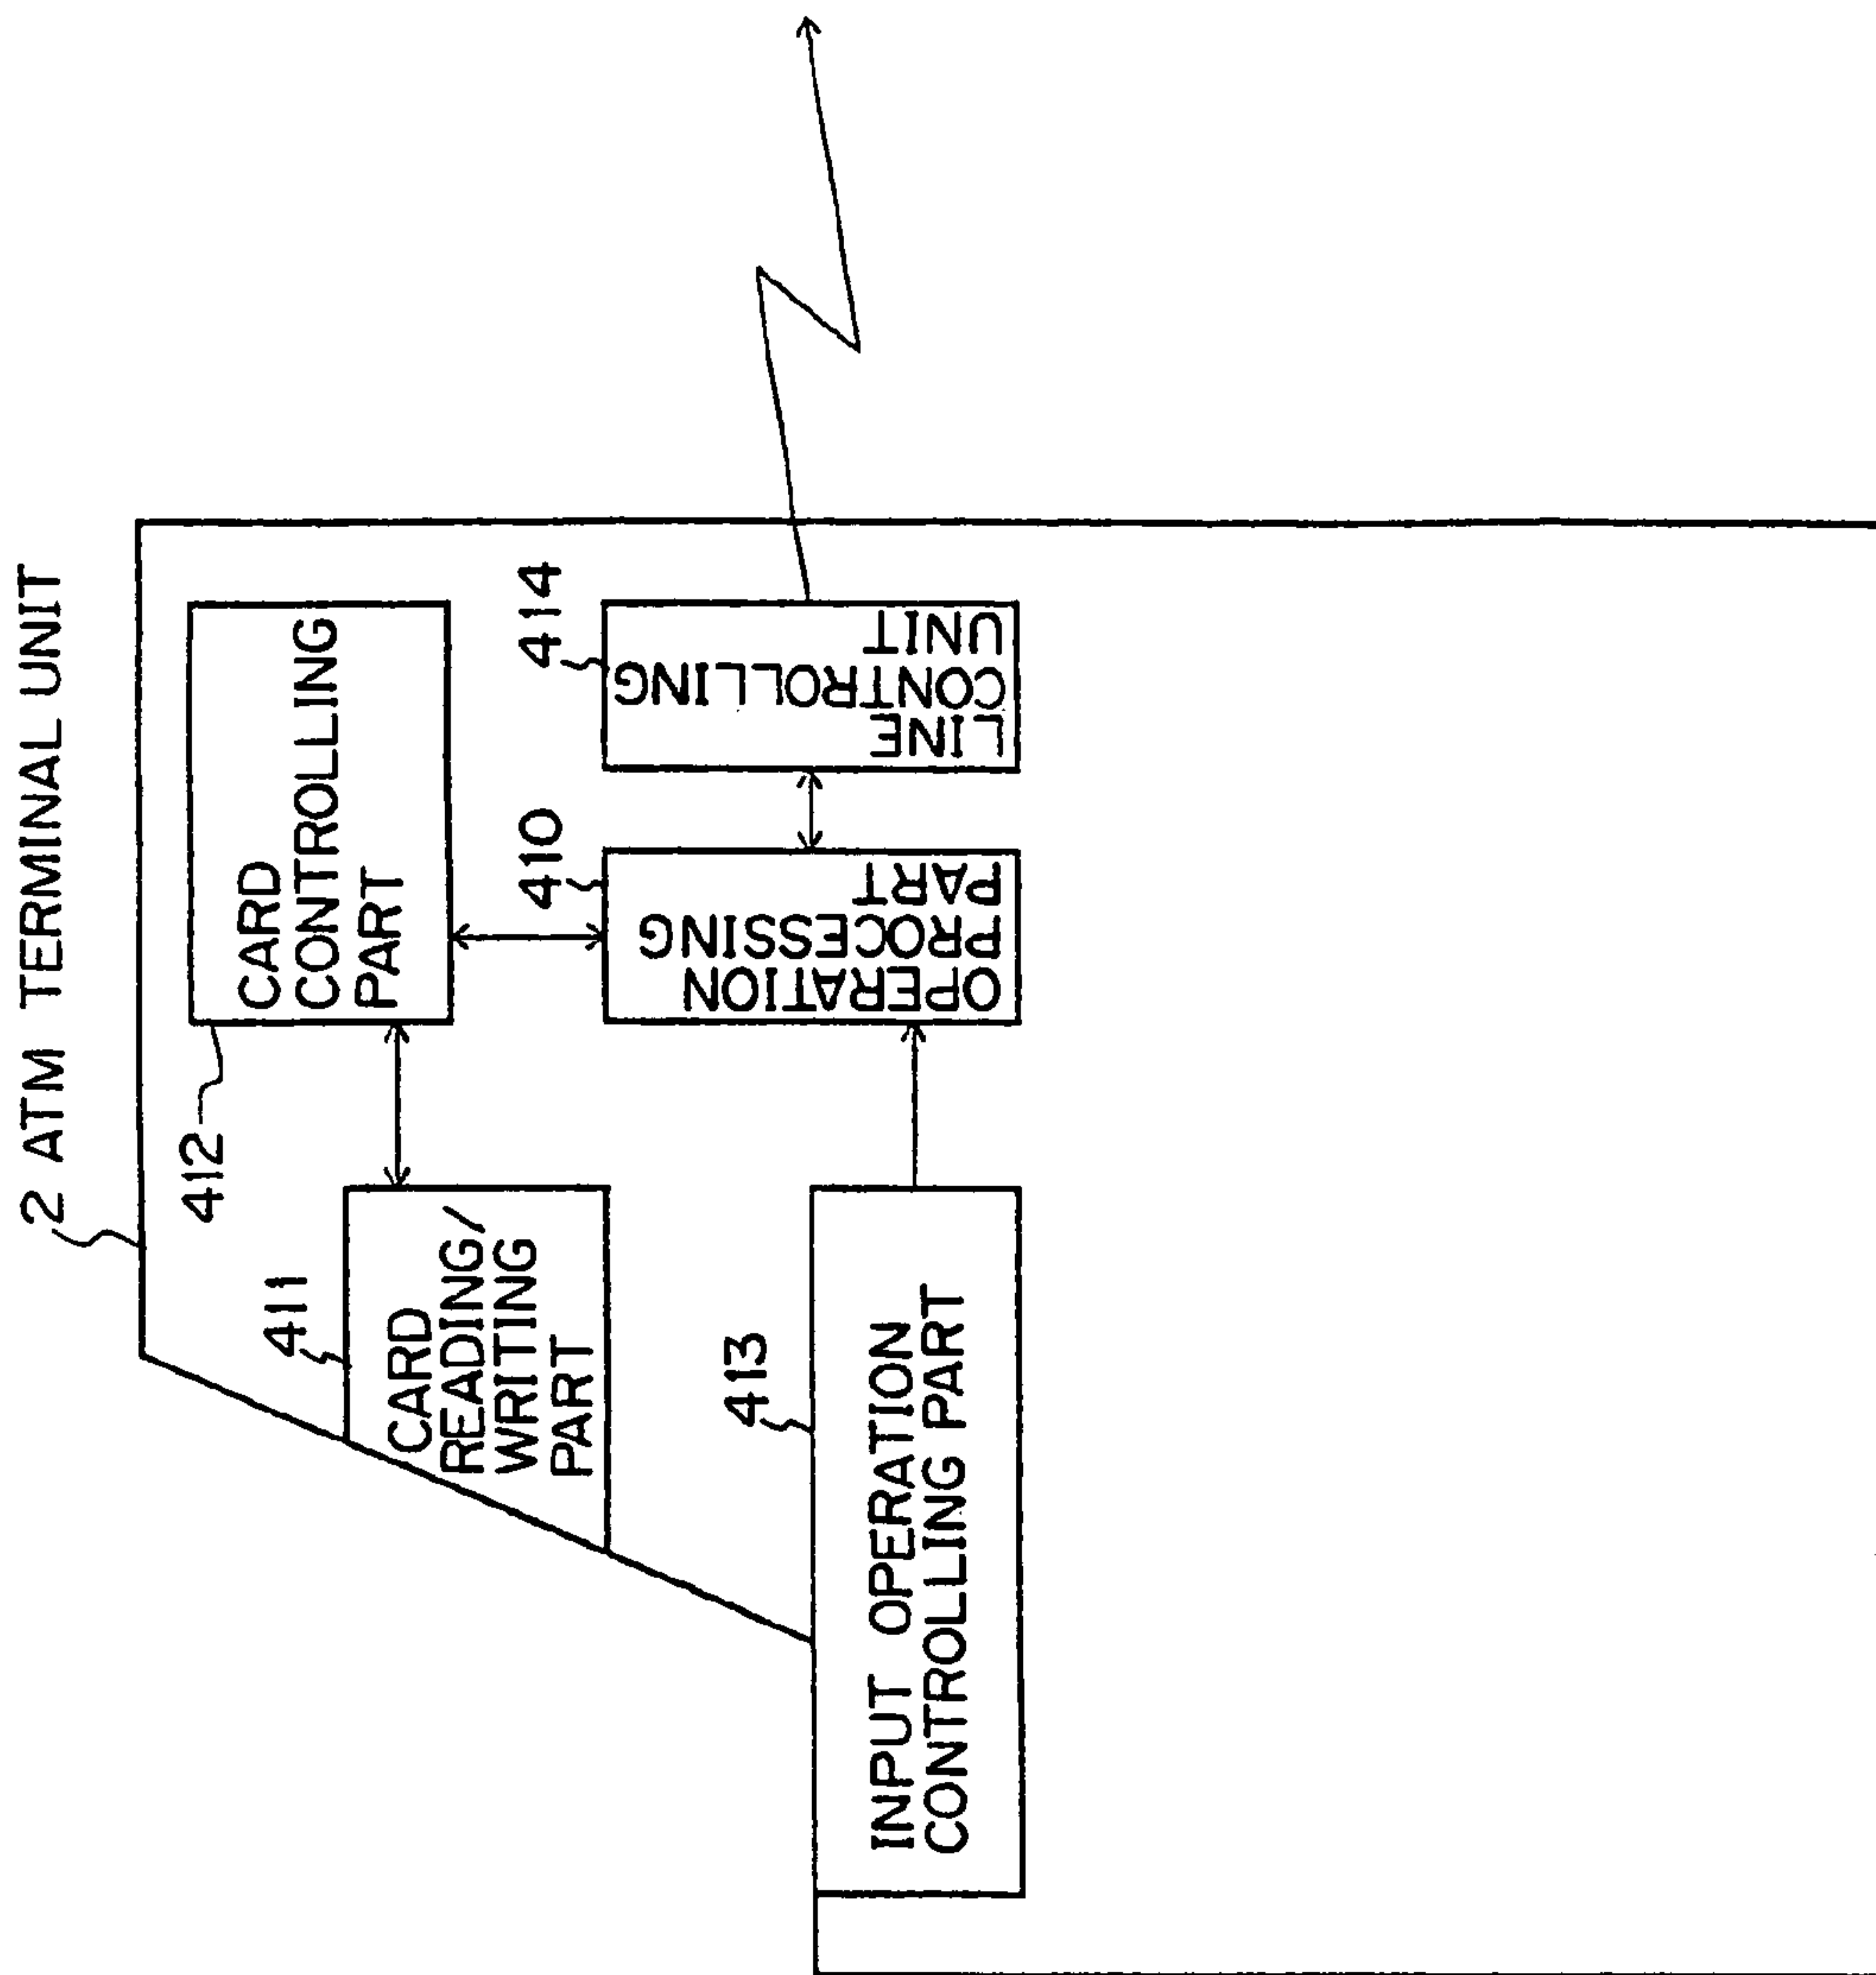 2 ATM TERMINAL UNIT
412
CARD
CONTROLLING
PART
411
CARD
READING/
WRITING
PART
410
OPERATION
PROCESSING
PART
414
LINE
CONTROLLING
UNIT
413
INPUT OPERATION
CONTROLLING PART